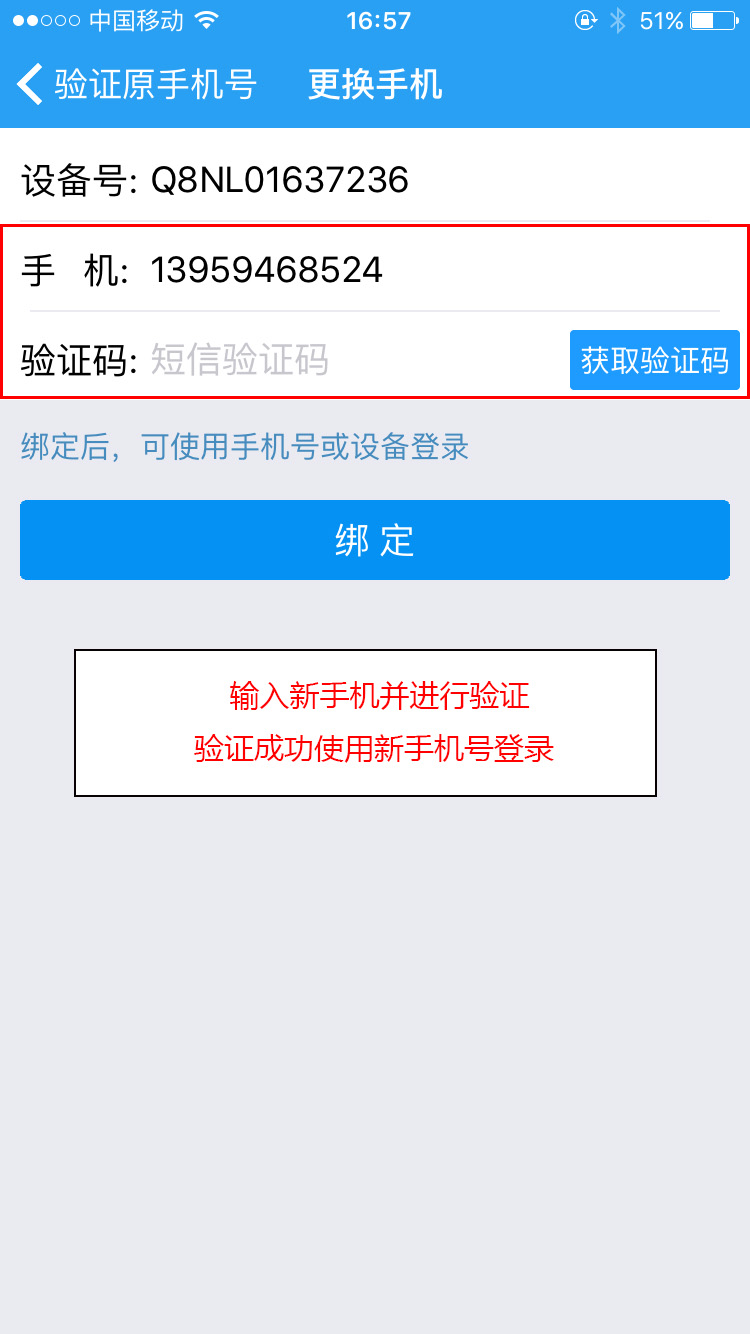 中国移动 16:57 51%
验证原手机号 更换手机
设备号: Q8NL01637236
手 机: 13959468524
验证码: 短信验证码 获取验证码
绑定后，可使用手机号或设备登录
绑 定
输入新手机并进行验证
验证成功使用新手机号登录